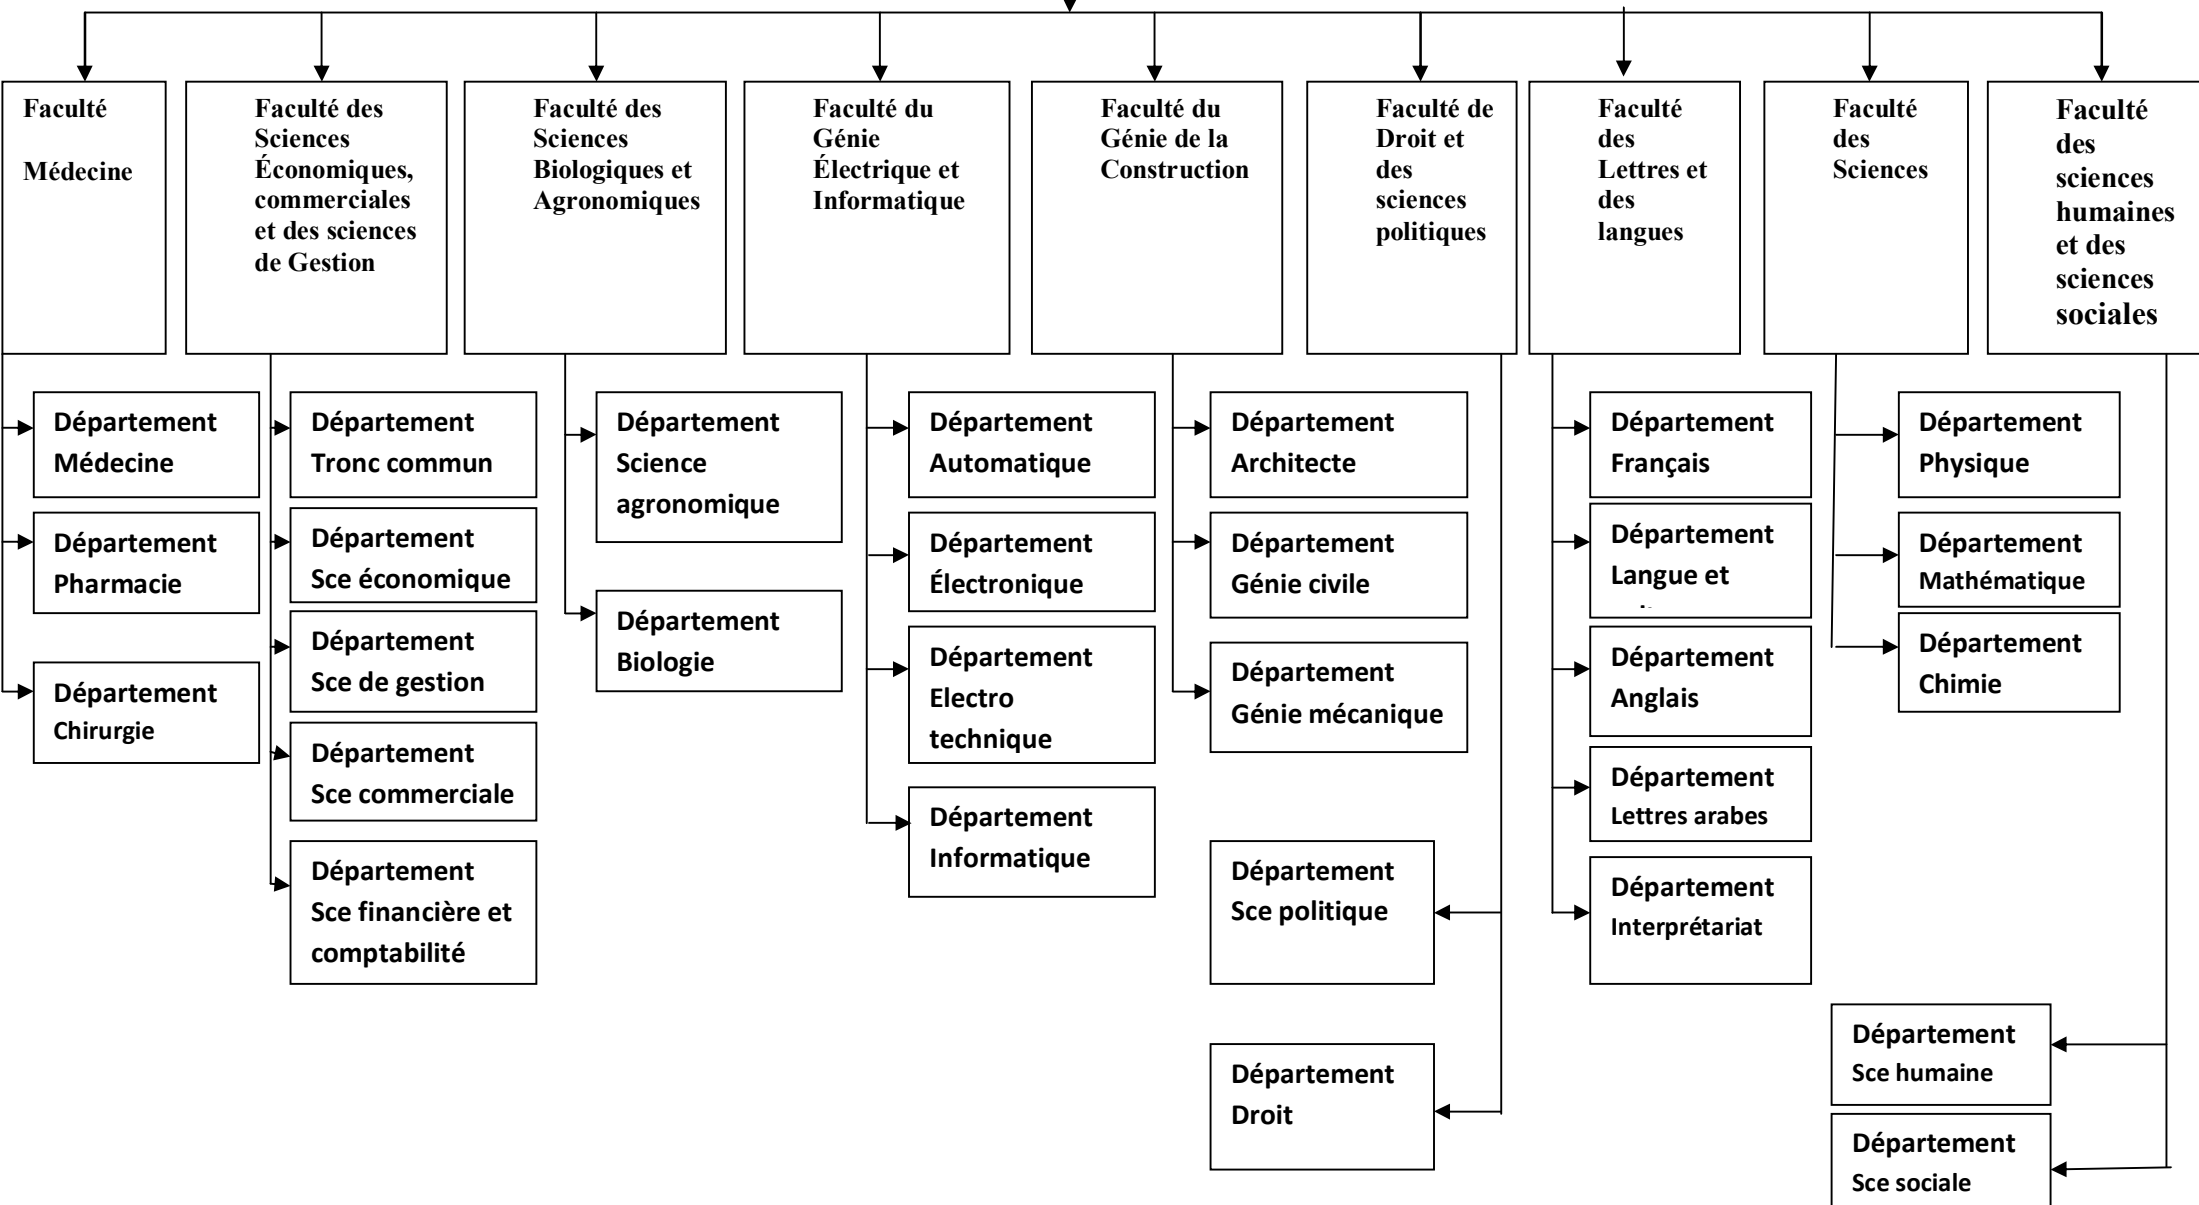 Faculté
Médecine
Faculté des
Sciences
Économiques,
commerciales
et des sciences
de Gestion
Faculté des
Sciences
Biologiques et
Agronomiques
Faculté du
Génie
Électrique et
Informatique
Faculté du
Génie de la
Construction
Faculté de
Droit et
des
sciences
politiques
Faculté
des
Lettres et
des
langues
Faculté
des
Sciences
Faculté
des
sciences
humaines
et des
sciences
sociales
Département
Médecine
Département
Pharmacie
Département
Chirurgie
Département
Tronc commun
Département
Sce économique
Département
Sce de gestion
Département
Sce commerciale
Département
Sce financière et
comptabilité
Département
Science
agronomique
Département
Biologie
Département
Automatique
Département
Électronique
Département
Electro
technique
Département
Informatique
Département
Architecte
Département
Génie civile
Département
Génie mécanique
Département
Sce politique
Département
Droit
Département
Français
Département
Langue et
Département
Anglais
Département
Lettres arabes
Département
Interprétariat
Département
Physique
Département
Mathématique
Département
Chimie
Département
Sce humaine
Département
Sce sociale